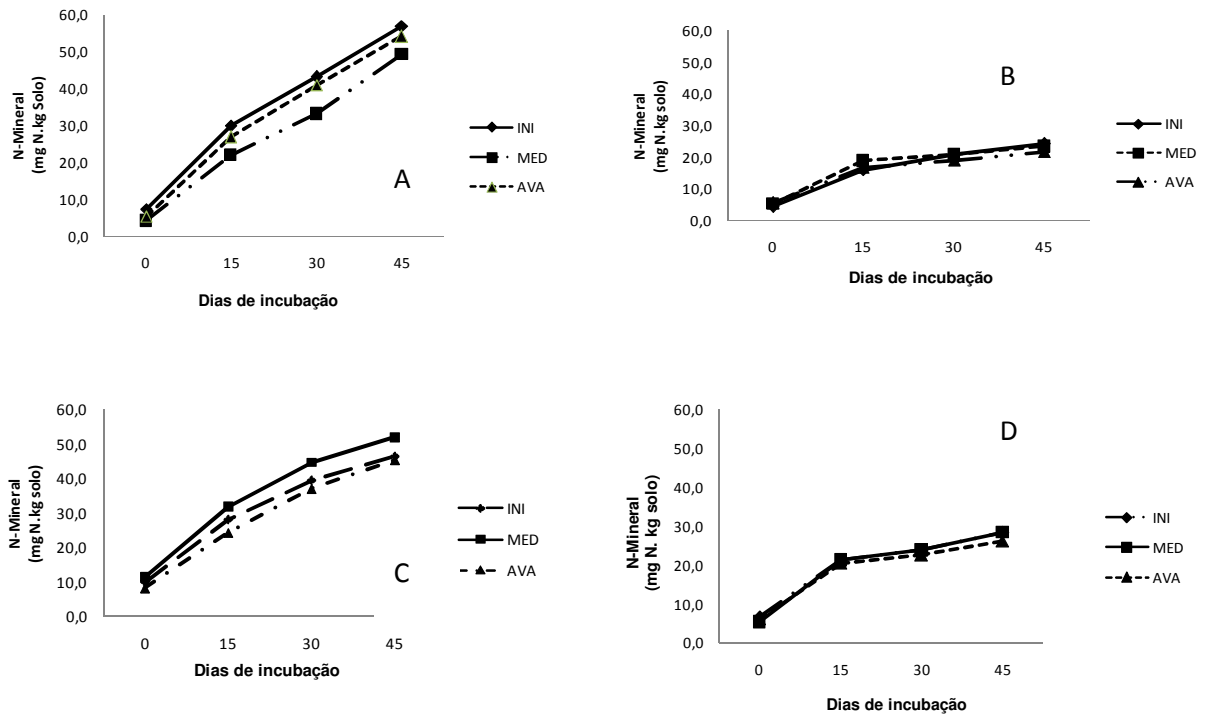 60,0
50,0
40,0
30,0
20,0
10,0
0,0
N-Mineral
(mg N.kg Solo)
0 15 30 45
Dias de incubação
A
INI
MED
AVA
60,0
50,0
40,0
30,0
20,0
10,0
0,0
N-Mineral
(mg N.kg solo)
0 15 30 45
Dias de incubação
B
INI
MED
AVA
60,0
50,0
40,0
30,0
20,0
10,0
0,0
N-Mineral
(mg N.kg solo)
0 15 30 45
Dias de incubação
C
INI
MED
AVA
60,0
50,0
40,0
30,0
20,0
10,0
0,0
N-Mineral
(mg N. kg solo)
0 15 30 45
Dias de incubação
D
INI
MED
AVA